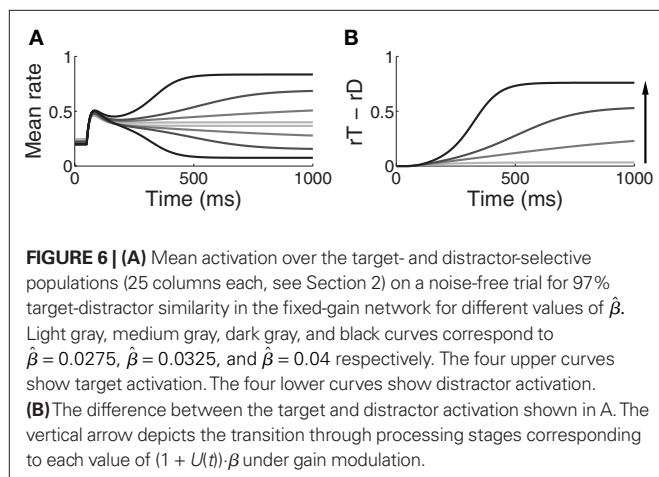 A
B
1
0.5
0
Mean rate
0
500
1000
Time (ms)
1
0.5
0
rT – rD
0
500
1000
Time (ms)
FIGURE 6 | (A) Mean activation over the target- and distractor-selective
populations (25 columns each, see Section 2) on a noise-free trial for 97%
target-distractor similarity in the fixed-gain network for different values of β̂.
Light gray, medium gray, dark gray, and black curves correspond to
β̂ = 0.0275, β̂ = 0.0325, and β̂ = 0.04 respectively. The four upper curves
show target activation. The four lower curves show distractor activation.
(B) The difference between the target and distractor activation shown in A. The
vertical arrow depicts the transition through processing stages corresponding
to each value of (1 + U(t))·β under gain modulation.